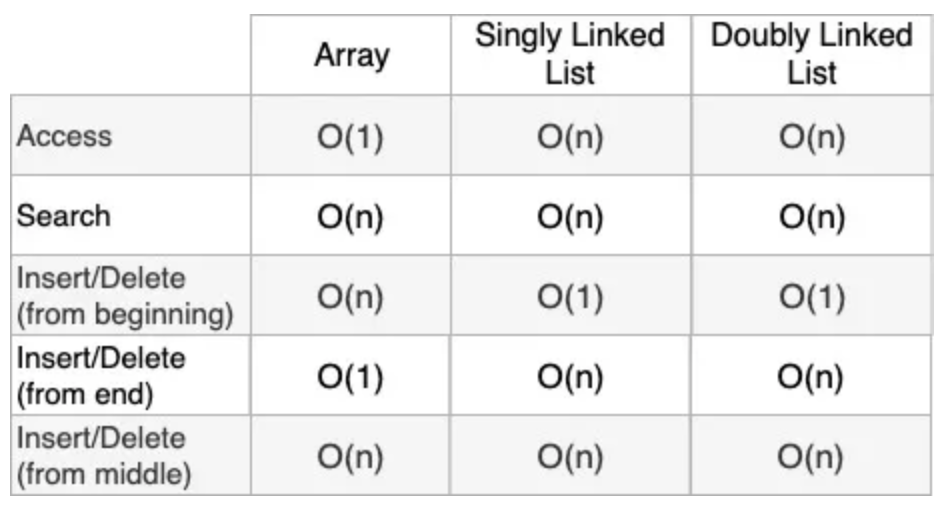 Array
Singly Linked
List
Doubly Linked
List
Access
O(1)
O(n)
O(n)
Search
O(n)
O(n)
O(n)
Insert/Delete
(from beginning)
O(n)
O(1)
O(1)
Insert/Delete
(from end)
O(1)
O(n)
O(n)
Insert/Delete
(from middle)
O(n)
O(n)
O(n)